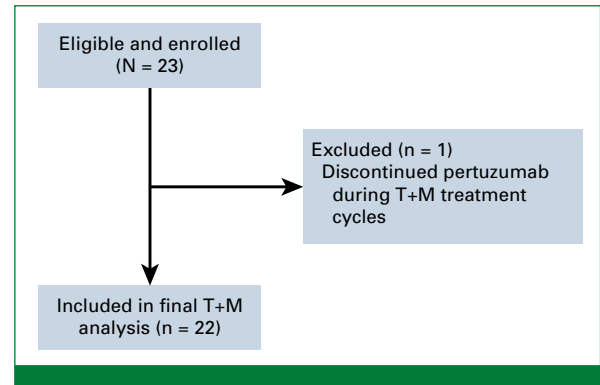 Eligible and enrolled
(N = 23)
Excluded (n = 1)
Discontinued pertuzumab
during T+M treatment
cycles
Included in final T+M
analysis (n = 22)